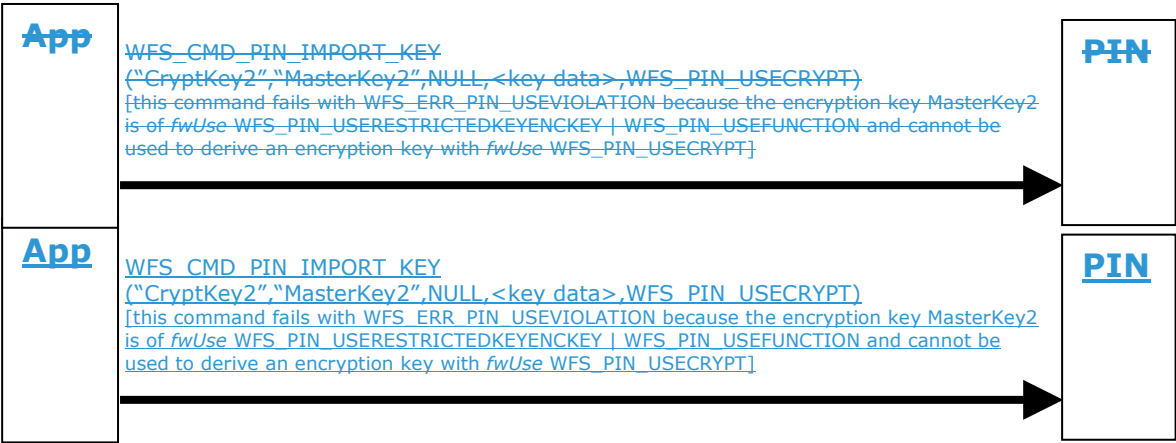 App
WFS_CMD_PIN_IMPORT_KEY
(“CryptKey2”,“MasterKey2”,NULL,<key data>,WFS_PIN_USECRYPT)
[this command fails with WFS_ERR_PIN_USEVIOLATION because the encryption key MasterKey2
is of fwUse WFS_PIN_USERESTRICTEDKEYENCKEY | WFS_PIN_USEFUNCTION and cannot be
used to derive an encryption key with fwUse WFS_PIN_USECRYPT]
PIN
App
WFS_CMD_PIN_IMPORT_KEY
(“CryptKey2”,“MasterKey2”,NULL,<key data>,WFS_PIN_USECRYPT)
[this command fails with WFS_ERR_PIN_USEVIOLATION because the encryption key MasterKey2
is of fwUse WFS_PIN_USERESTRICTEDKEYENCKEY | WFS_PIN_USEFUNCTION and cannot be
used to derive an encryption key with fwUse WFS_PIN_USECRYPT]
PIN